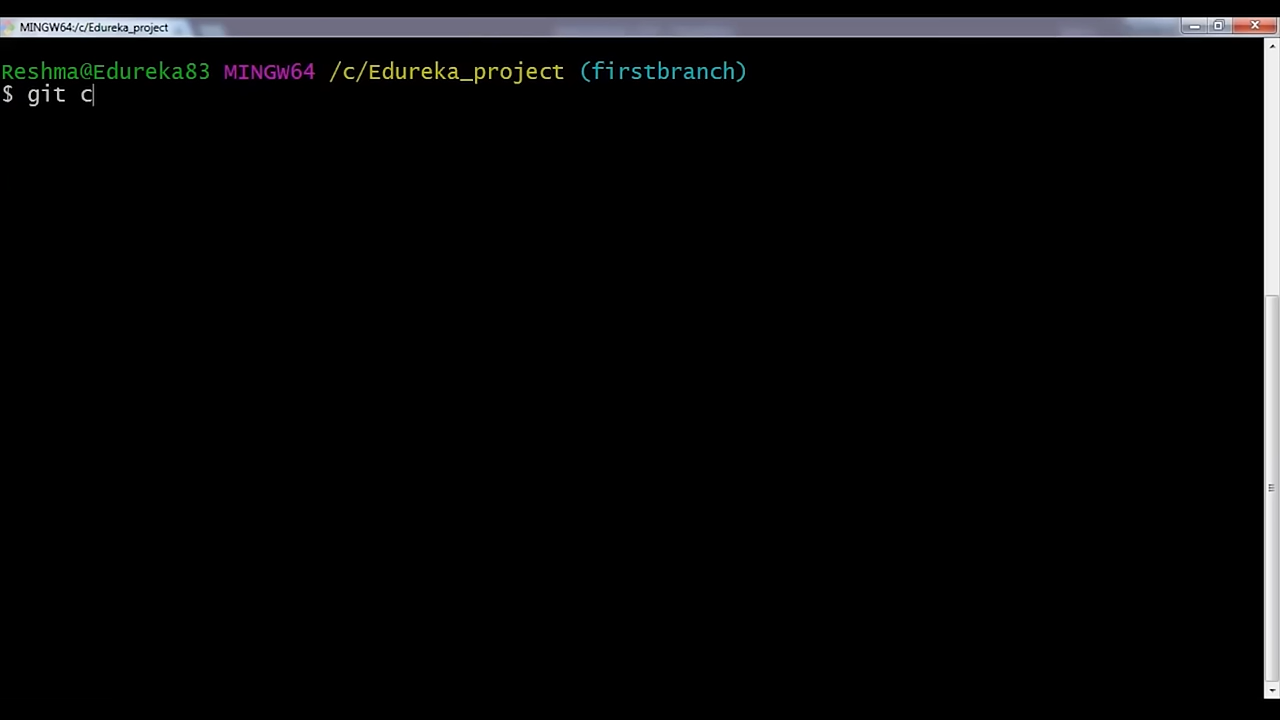 MINGW64:/c/Edureka_project
Reshma@Edureka83 MINGW64 /c/Edureka_project (firstbranch)
$ git c